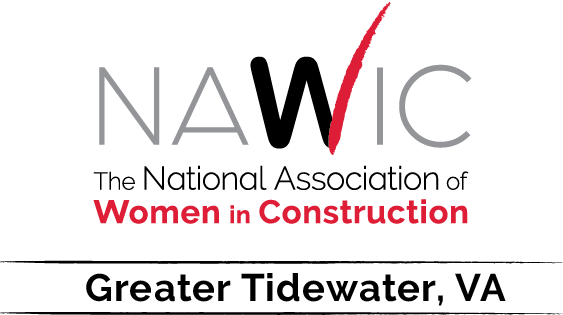 NAWIC
The National Association of
Women in Construction
Greater Tidewater, VA